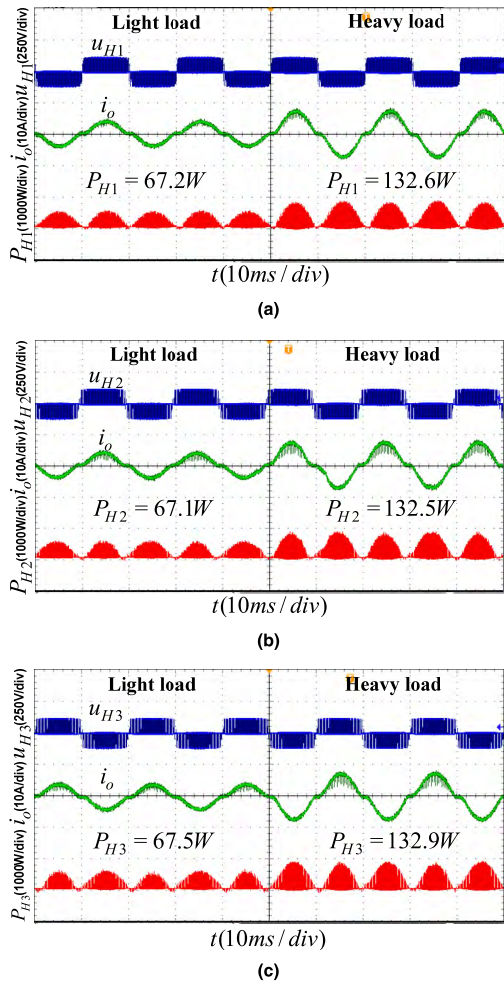 Light load
Heavy load
u_H1
i_o
P_H1 = 67.2W
P_H1 = 132.6W
P_H1(1000W/div) i_o(10A/div) u_H1(250V/div)
t(10ms / div)
(a)
Light load
Heavy load
u_H2
i_o
P_H2 = 67.1W
P_H2 = 132.5W
P_H2(1000W/div) i_o(10A/div) u_H2(250V/div)
t(10ms / div)
(b)
Light load
Heavy load
u_H3
i_o
P_H3 = 67.5W
P_H3 = 132.9W
P_H3(1000W/div) i_o(10A/div) u_H3(250V/div)
t(10ms / div)
(c)